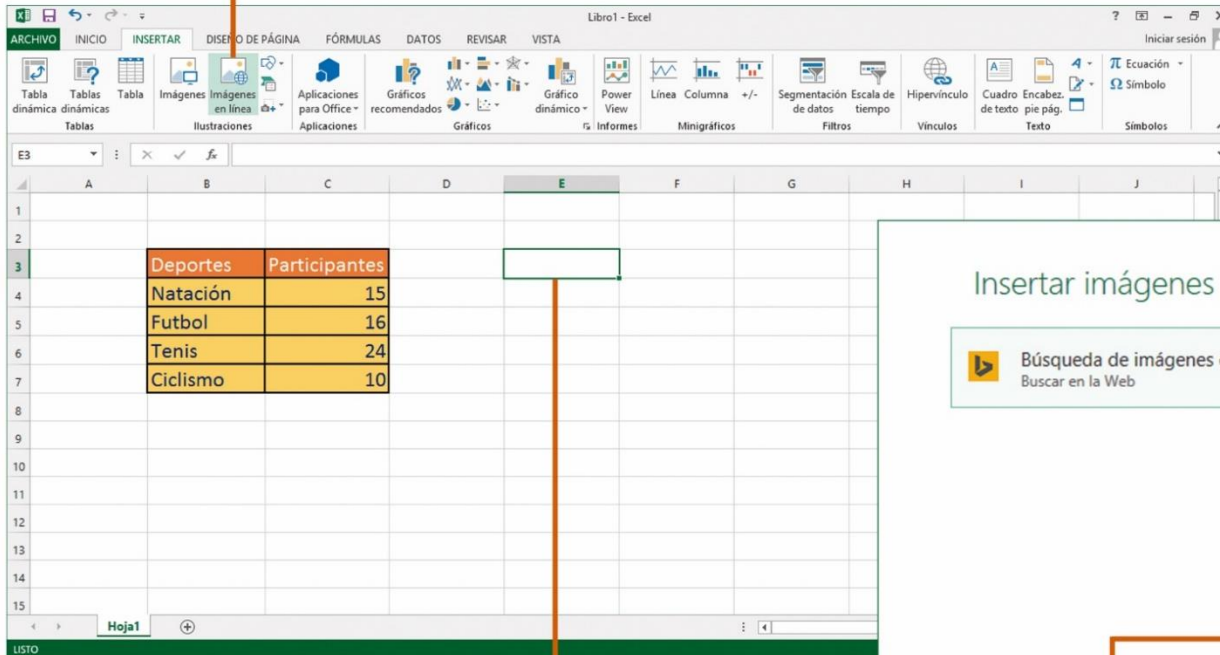 Libro1 - Excel
ARCHIVO INICIO INSERTAR DISEÑO DE PÁGINA FÓRMULAS DATOS REVISAR VISTA Iniciar sesión
Tabla dinámica
Tablas dinámicas
Tabla
Tablas
Imágenes
Imágenes en línea
Ilustraciones
Aplicaciones para Office
Aplicaciones
Gráficos recomendados
Gráfico dinámico
Gráficos
Power View
Informes
Línea Columna +/-
Minigráficos
Segmentación de datos
Escala de tiempo
Filtros
Hipervínculo
Vínculos
Cuadro de texto
Encabez. pie pág.
Texto
π Ecuación
Ω Símbolo
Símbolos
E3 fx
A B C D E F G H I J
1
2
3 Deportes Participantes
4 Natación 15
5 Futbol 16
6 Tenis 24
7 Ciclismo 10
8
9
10
11
12
13
14
15
Insertar imágenes
Búsqueda de imágenes
Buscar en la Web
Hoja1
LISTO